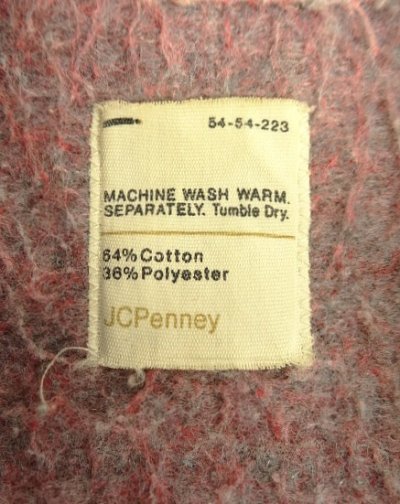 54-54-223
MACHINE WASH WARM.
SEPARATELY. Tumble Dry.
64% Cotton
36% Polyester
JCPenney